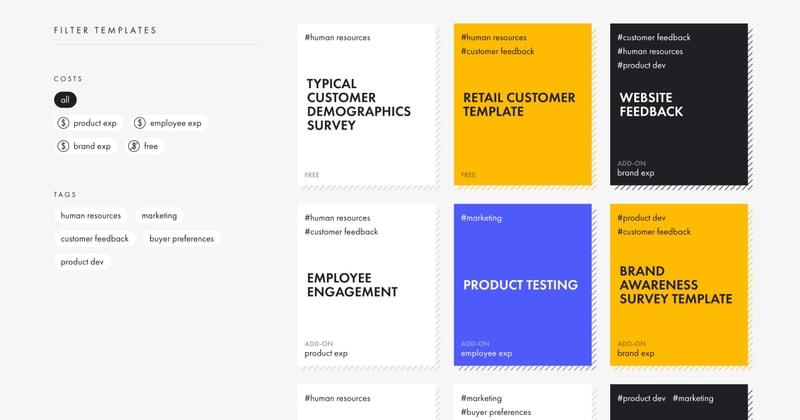 FILTER TEMPLATES
COSTS
all
$ product exp $ employee exp
$ brand exp $ free
TAGS
human resources marketing
customer feedback buyer preferences
product dev
#human resources
TYPICAL
CUSTOMER
DEMOGRAPHICS
SURVEY
FREE
#human resources
#customer feedback
RETAIL CUSTOMER
TEMPLATE
FREE
#customer feedback
#human resources
#product dev
WEBSITE
FEEDBACK
ADD-ON
brand exp
#human resources
#customer feedback
EMPLOYEE
ENGAGEMENT
ADD-ON
product exp
#marketing
PRODUCT TESTING
ADD-ON
employee exp
#product dev
#customer feedback
BRAND
AWARENESS
SURVEY TEMPLATE
ADD-ON
brand exp
#human resources
#marketing
#buyer preferences
#product dev #marketing